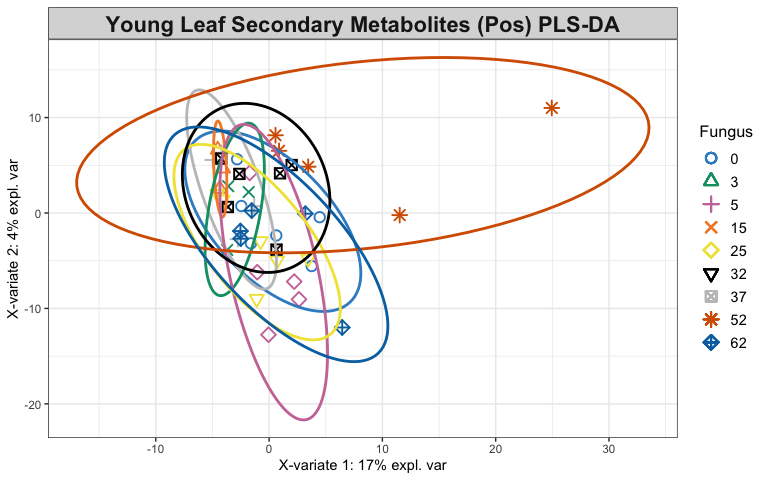 Young Leaf Secondary Metabolites (Pos) PLS-DA
10
0
-10
-20
X-variate 2: 4% expl. var
-10 0 10 20 30
X-variate 1: 17% expl. var
Fungus
0
3
5
15
25
32
37
52
62